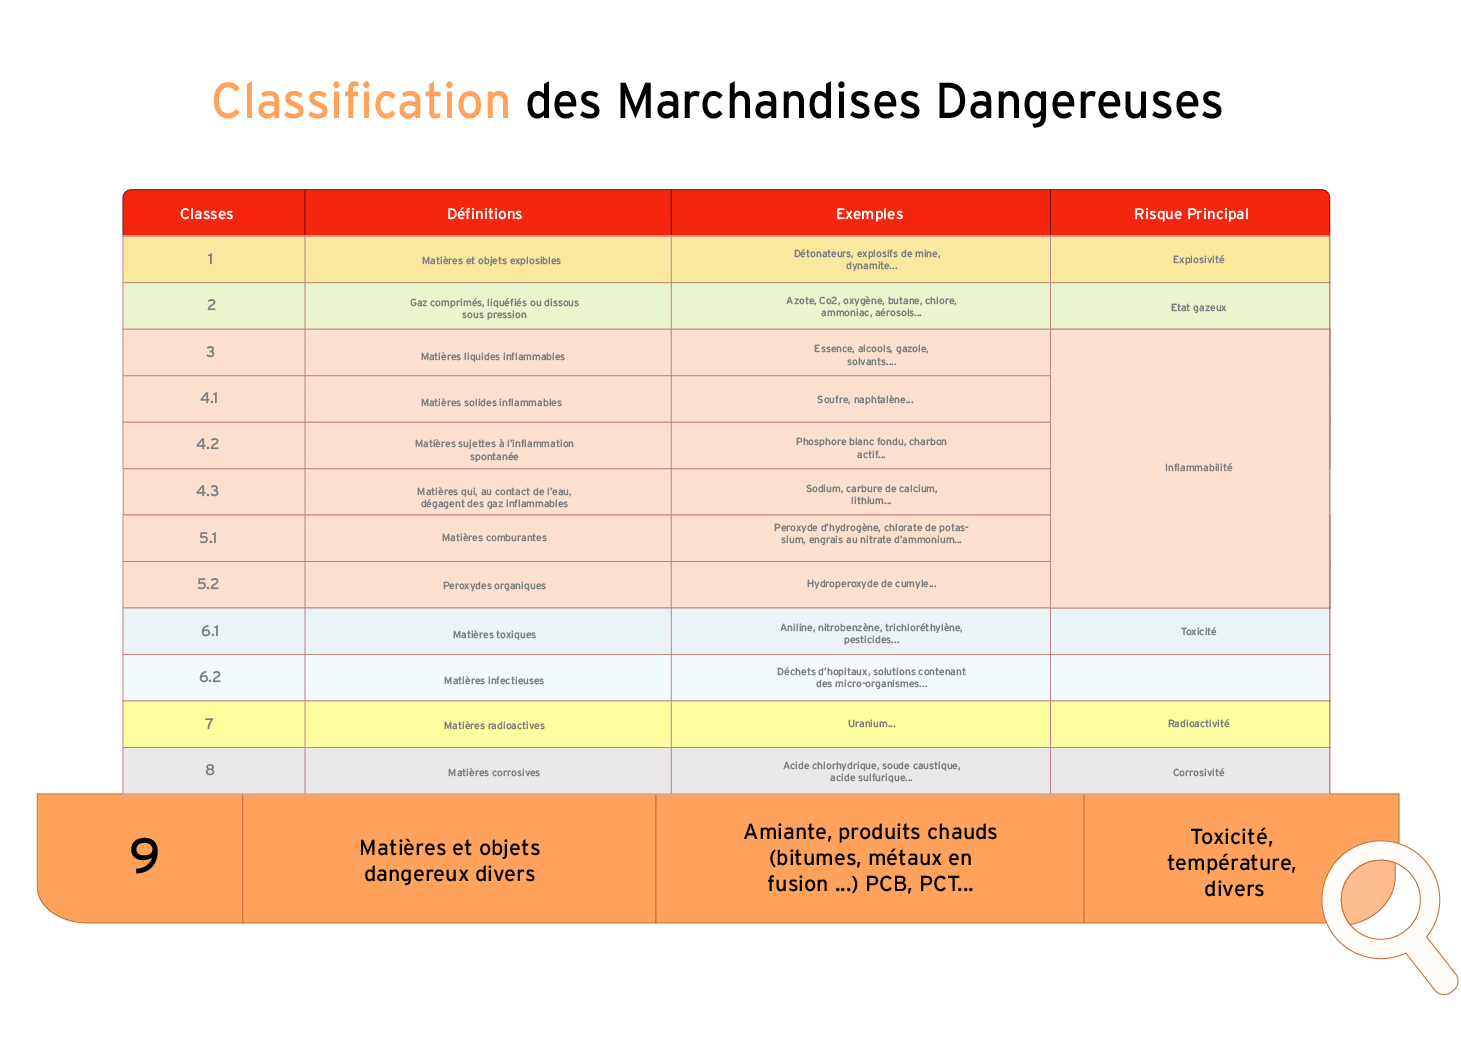 Classification des Marchandises Dangereuses
Classes
Définitions
Exemples
Risque Principal
1
Matières et objets explosibles
Détonateurs, explosifs de mine,
dynamite...
Explosivité
2
Gaz comprimés, liquéfiés ou dissous
sous pression
Azote, Co2, oxygène, butane, chlore,
ammoniac, aérosols...
Etat gazeux
3
Matières liquides inflammables
Essence, alcools, gazole,
solvants....
4.1
Matières solides inflammables
Soufre, naphtalène...
4.2
Matières sujettes à l'inflammation
spontanée
Phosphore blanc fondu, charbon
actif...
Inflammabilité
4.3
Matières qui, au contact de l'eau,
dégagent des gaz inflammables
Sodium, carbure de calcium,
lithium...
5.1
Matières comburantes
Peroxyde d'hydrogène, chlorate de potas-
sium, engrais au nitrate d'ammonium...
5.2
Peroxydes organiques
Hydroperoxyde de cumyle...
6.1
Matières toxiques
Aniline, nitrobenzène, trichloréthylène,
pesticides...
Toxicité
6.2
Matières infectieuses
Déchets d'hopitaux, solutions contenant
des micro-organismes...
7
Matières radioactives
Uranium...
Radioactivité
8
Matières corrosives
Acide chlorhydrique, soude caustique,
acide sulfurique...
Corrosivité
9
Matières et objets
dangereux divers
Amiante, produits chauds
(bitumes, métaux en
fusion ...) PCB, PCT...
Toxicité,
température,
divers